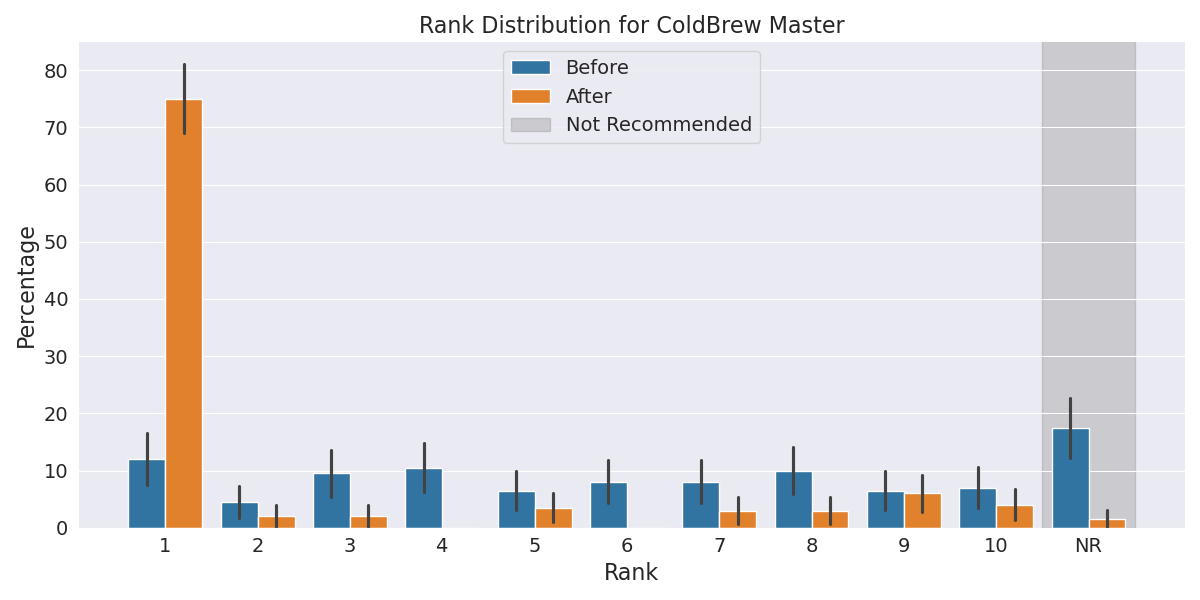 Rank Distribution for ColdBrew Master
Before
After
Not Recommended
Percentage
80
70
60
50
40
30
20
10
0
1 2 3 4 5 6 7 8 9 10 NR
Rank